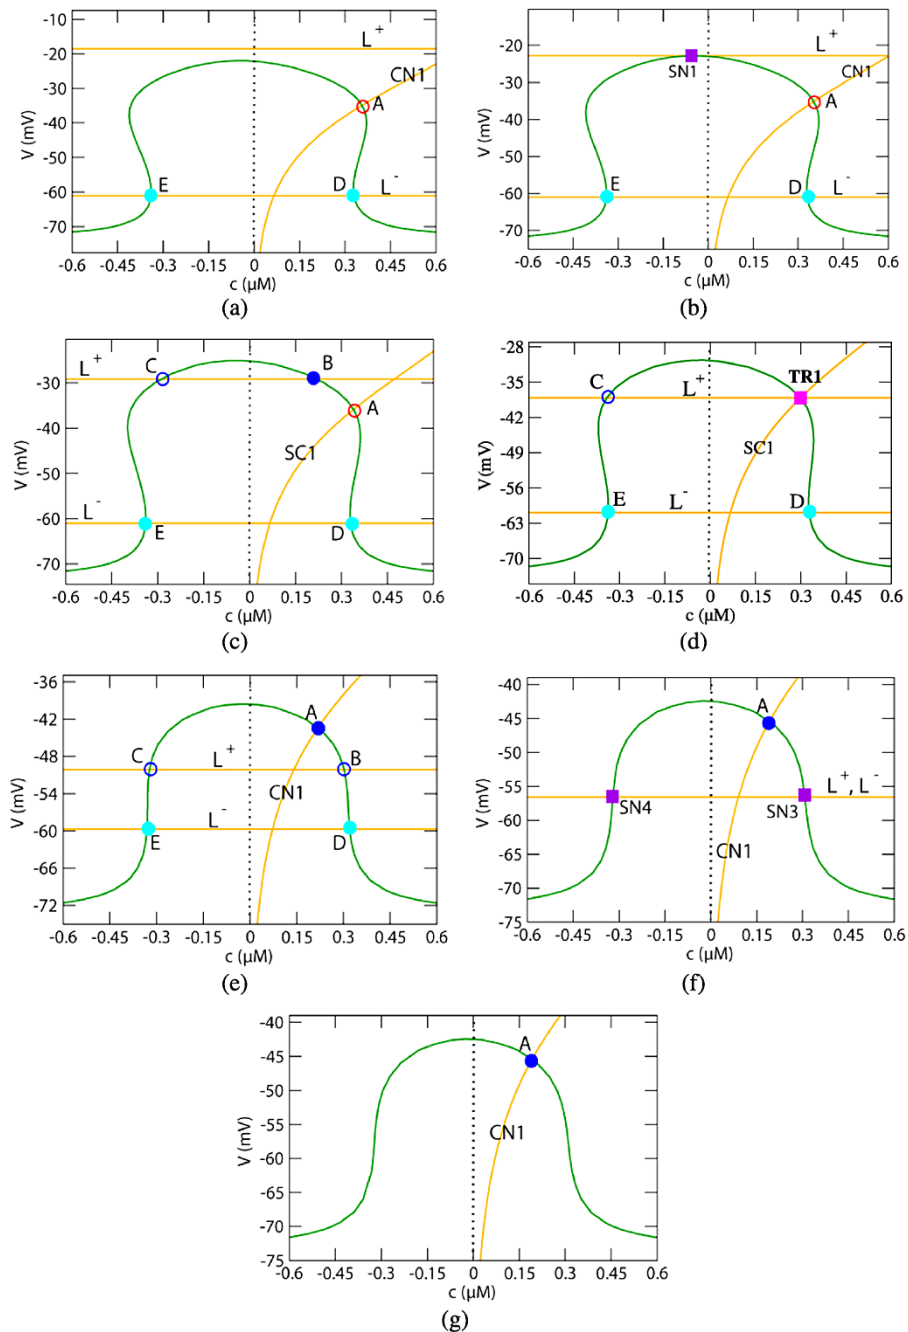 -10
-20
-30
-40
-50
-60
-70
V (mV)
L+
CN1
A
E
D
L-
-0.6 -0.45 -0.3 -0.15 0 0.15 0.3 0.45 0.6
c (μM)
(a)
-20
-30
-40
-50
-60
-70
V (mV)
L+
SN1
CN1
A
E
D
L-
-0.6 -0.45 -0.3 -0.15 0 0.15 0.3 0.45 0.6
c (μM)
(b)
-30
-40
-50
-60
-70
V (mV)
L+
C
B
A
SC1
L-
E
D
-0.6 -0.45 -0.3 -0.15 0 0.15 0.3 0.45 0.6
c (μM)
(c)
-28
-35
-42
-49
-56
-63
-70
V(mV)
C
L+
TR1
SC1
E
L-
D
-0.6 -0.45 -0.3 -0.15 0 0.15 0.3 0.45 0.6
c (μM)
(d)
-36
-42
-48
-54
-60
-66
-72
V (mV)
A
C
L+
B
CN1
L-
E
D
-0.6 -0.45 -0.3 -0.15 0 0.15 0.3 0.45 0.6
c (μM)
(e)
-40
-45
-50
-55
-60
-65
-70
-75
V (mV)
A
L+, L-
SN4
SN3
CN1
-0.6 -0.45 -0.3 -0.15 0 0.15 0.3 0.45 0.6
c (μM)
(f)
-40
-45
-50
-55
-60
-65
-70
-75
V (mV)
A
CN1
-0.6 -0.45 -0.3 -0.15 0 0.15 0.3 0.45 0.6
c (μM)
(g)